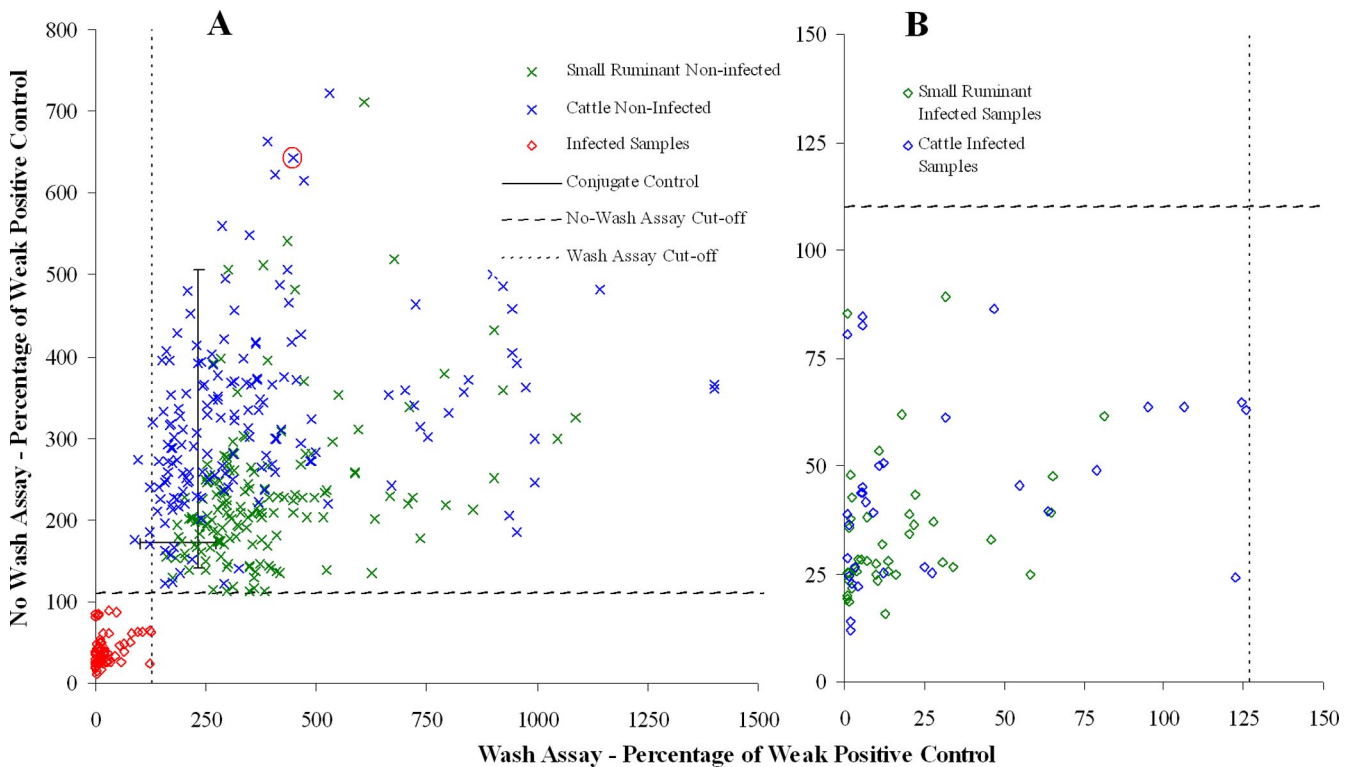 A
No Wash Assay - Percentage of Weak Positive Control
800
700
600
500
400
300
200
100
0
0 250 500 750 1000 1250 1500
Small Ruminant Non-infected
Cattle Non-Infected
Infected Samples
Conjugate Control
No-Wash Assay Cut-off
Wash Assay Cut-off
B
150
125
100
75
50
25
0
0 25 50 75 100 125 150
Small Ruminant
Infected Samples
Cattle Infected
Samples
Wash Assay - Percentage of Weak Positive Control